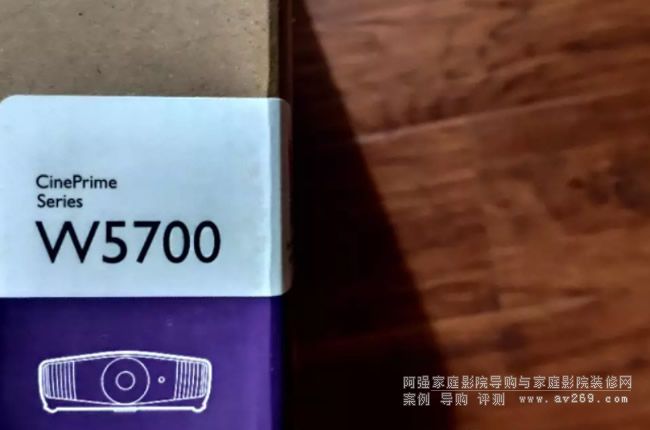 CinePrime
Series
W5700
阿强家庭影院导购与家庭影院装修网
案例 导购 评测 www.av269.com